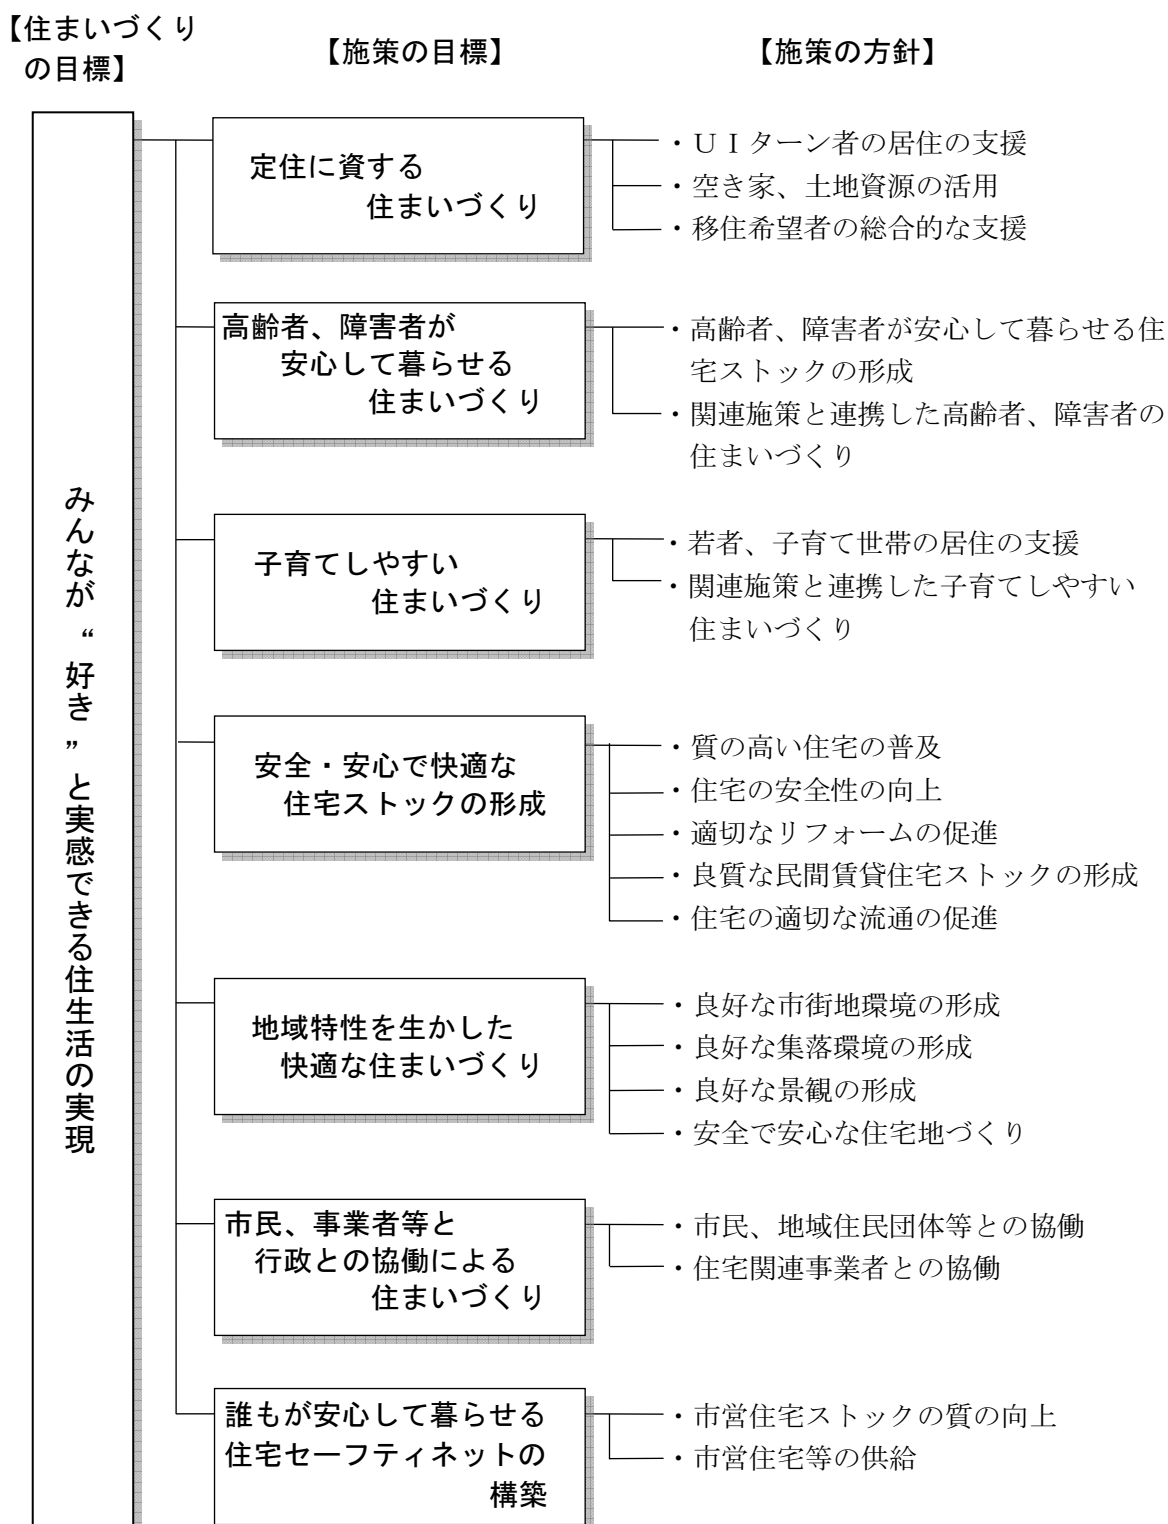 【住まいづくり
の目標】
【施策の目標】
【施策の方針】
みんなが“好き”と実感できる住生活の実現
定住に資する
住まいづくり
・ＵＩターン者の居住の支援
・空き家、土地資源の活用
・移住希望者の総合的な支援
高齢者、障害者が
安心して暮らせる
住まいづくり
・高齢者、障害者が安心して暮らせる住
宅ストックの形成
・関連施策と連携した高齢者、障害者の
住まいづくり
子育てしやすい
住まいづくり
・若者、子育て世帯の居住の支援
・関連施策と連携した子育てしやすい
住まいづくり
安全・安心で快適な
住宅ストックの形成
・質の高い住宅の普及
・住宅の安全性の向上
・適切なリフォームの促進
・良質な民間賃貸住宅ストックの形成
・住宅の適切な流通の促進
地域特性を生かした
快適な住まいづくり
・良好な市街地環境の形成
・良好な集落環境の形成
・良好な景観の形成
・安全で安心な住宅地づくり
市民、事業者等と
行政との協働による
住まいづくり
・市民、地域住民団体等との協働
・住宅関連事業者との協働
誰もが安心して暮らせる
住宅セーフティネットの
構築
・市営住宅ストックの質の向上
・市営住宅等の供給